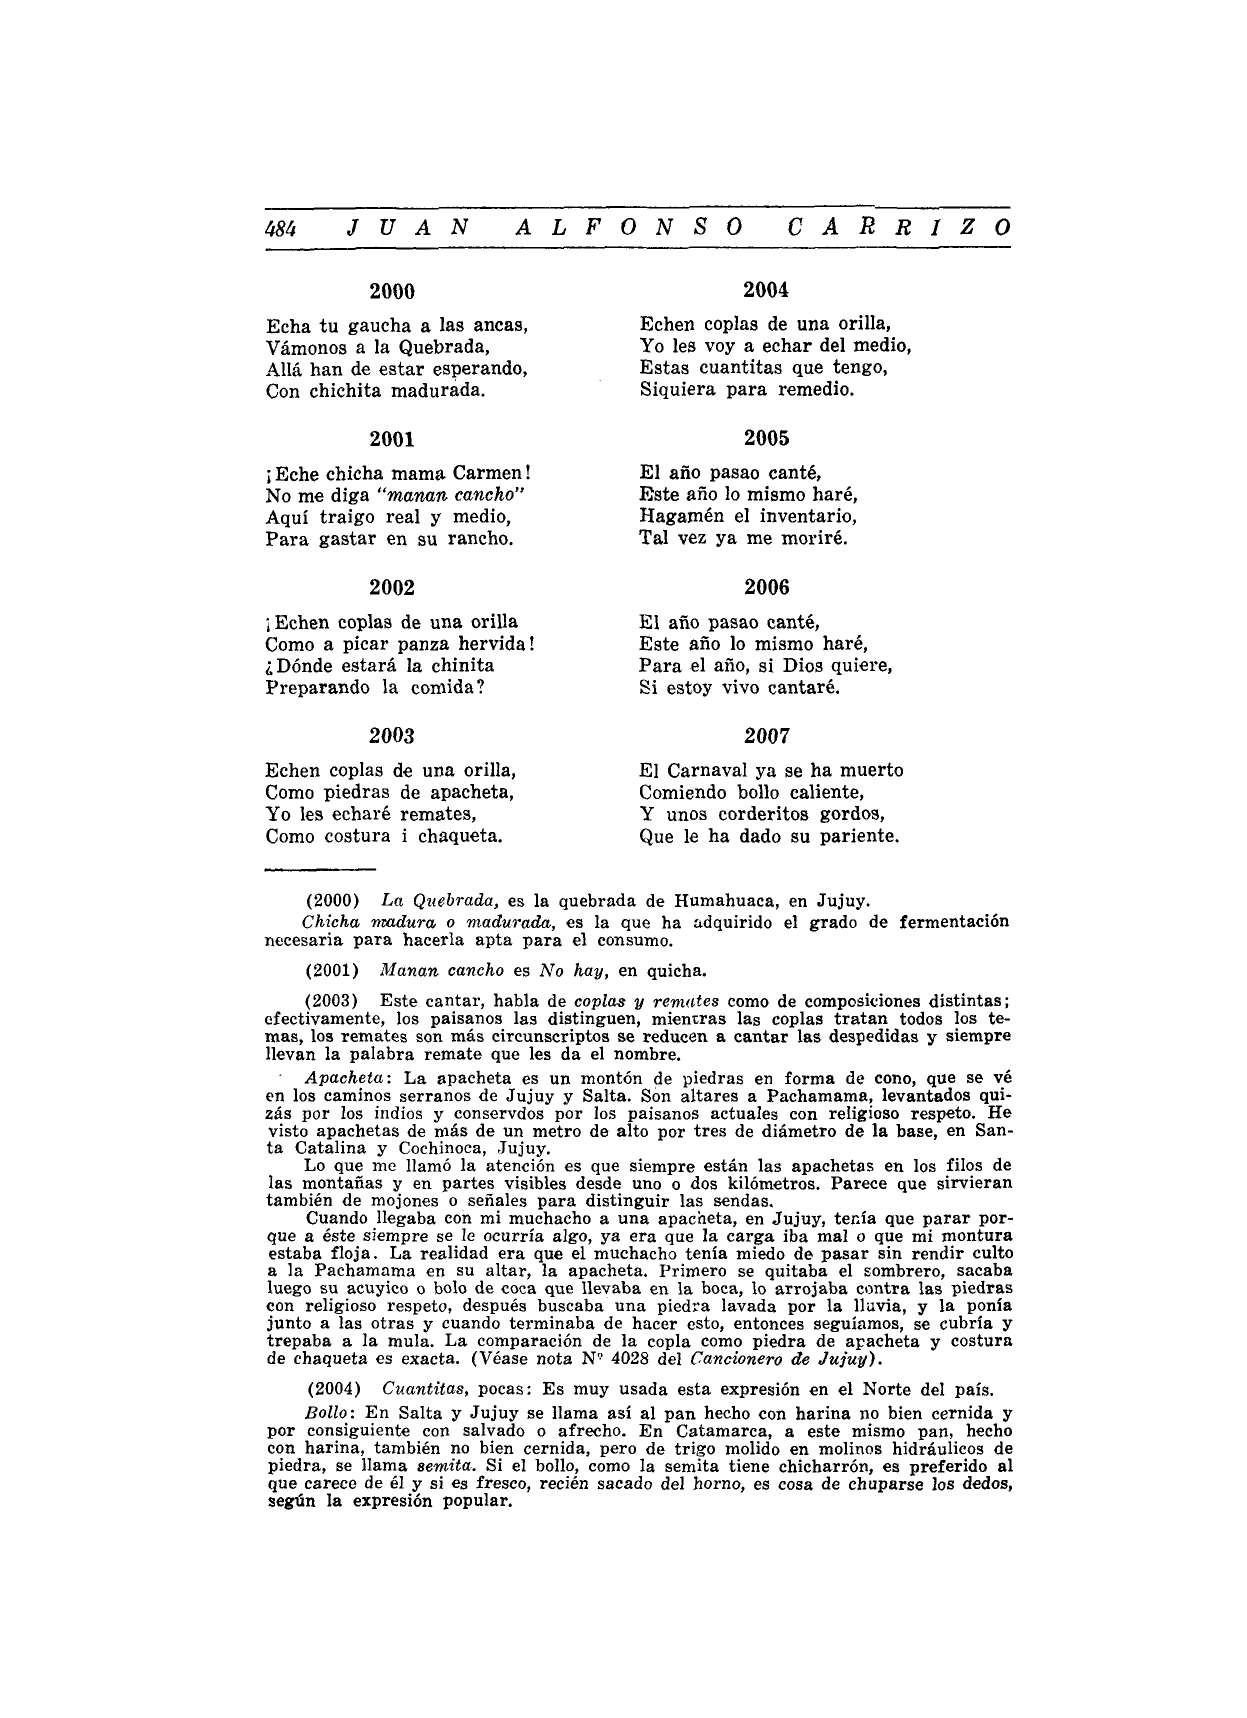 484 JUAN ALFONSO CARRIZO
2000
Echa tu gaucha a las ancas,
Vámonos a la Quebrada,
Allá han de estar esperando,
Con chichita madurada.
2001
¡Eche chicha mama Carmen!
No me diga “manan cancho”
Aquí traigo real y medio,
Para gastar en su rancho.
2002
¡Echen coplas de una orilla
Como a picar panza hervida!
¿Dónde estará la chinita
Preparando la comida?
2003
Echen coplas de una orilla,
Como piedras de apacheta,
Yo les echaré remates,
Como costura i chaqueta.
2004
Echen coplas de una orilla,
Yo les voy a echar del medio,
Estas cuantitas que tengo,
Siquiera para remedio.
2005
El año pasao canté,
Este año lo mismo haré,
Hagamén el inventario,
Tal vez ya me moriré.
2006
El año pasao canté,
Este año lo mismo haré,
Para el año, si Dios quiere,
Si estoy vivo cantaré.
2007
El Carnaval ya se ha muerto
Comiendo bollo caliente,
Y unos corderitos gordos,
Que le ha dado su pariente.
(2000) La Quebrada, es la quebrada de Humahuaca, en Jujuy.
Chicha madura o madurada, es la que ha adquirido el grado de fermentación
necesaria para hacerla apta para el consumo.
(2001) Manan cancho es No hay, en quicha.
(2003) Este cantar, habla de coplas y remates como de composiciones distintas;
efectivamente, los paisanos las distinguen, mientras las coplas tratan todos los te-
mas, los remates son más circunscriptos se reducen a cantar las despedidas y siempre
llevan la palabra remate que les da el nombre.
Apacheta: La apacheta es un montón de piedras en forma de cono, que se vé
en los caminos serranos de Jujuy y Salta. Son altares a Pachamama, levantados qui-
zás por los indios y conservdos por los paisanos actuales con religioso respeto. He
visto apachetas de más de un metro de alto por tres de diámetro de la base, en San-
ta Catalina y Cochinoca, Jujuy.
Lo que me llamó la atención es que siempre están las apachetas en los filos de
las montañas y en partes visibles desde uno o dos kilómetros. Parece que sirvieran
también de mojones o señales para distinguir las sendas.
Cuando llegaba con mi muchacho a una apacheta, en Jujuy, tenía que parar por-
que a éste siempre se le ocurría algo, ya era que la carga iba mal o que mi montura
estaba floja. La realidad era que el muchacho tenía miedo de pasar sin rendir culto
a la Pachamama en su altar, la apacheta. Primero se quitaba el sombrero, sacaba
luego su acuyico o bolo de coca que llevaba en la boca, lo arrojaba contra las piedras
con religioso respeto, después buscaba una piedra lavada por la lluvia, y la ponía
junto a las otras y cuando terminaba de hacer esto, entonces seguíamos, se cubría y
trepaba a la mula. La comparación de la copla como piedra de apacheta y costura
de chaqueta es exacta. (Véase nota Nº 4028 del Cancionero de Jujuy).
(2004) Cuantitas, pocas: Es muy usada esta expresión en el Norte del país.
Bollo: En Salta y Jujuy se llama así al pan hecho con harina no bien cernida y
por consiguiente con salvado o afrecho. En Catamarca, a este mismo pan, hecho
con harina, también no bien cernida, pero de trigo molido en molinos hidráulicos de
piedra, se llama semita. Si el bollo, como la semita tiene chicharrón, es preferido al
que carece de él y si es fresco, recién sacado del horno, es cosa de chuparse los dedos,
según la expresión popular.